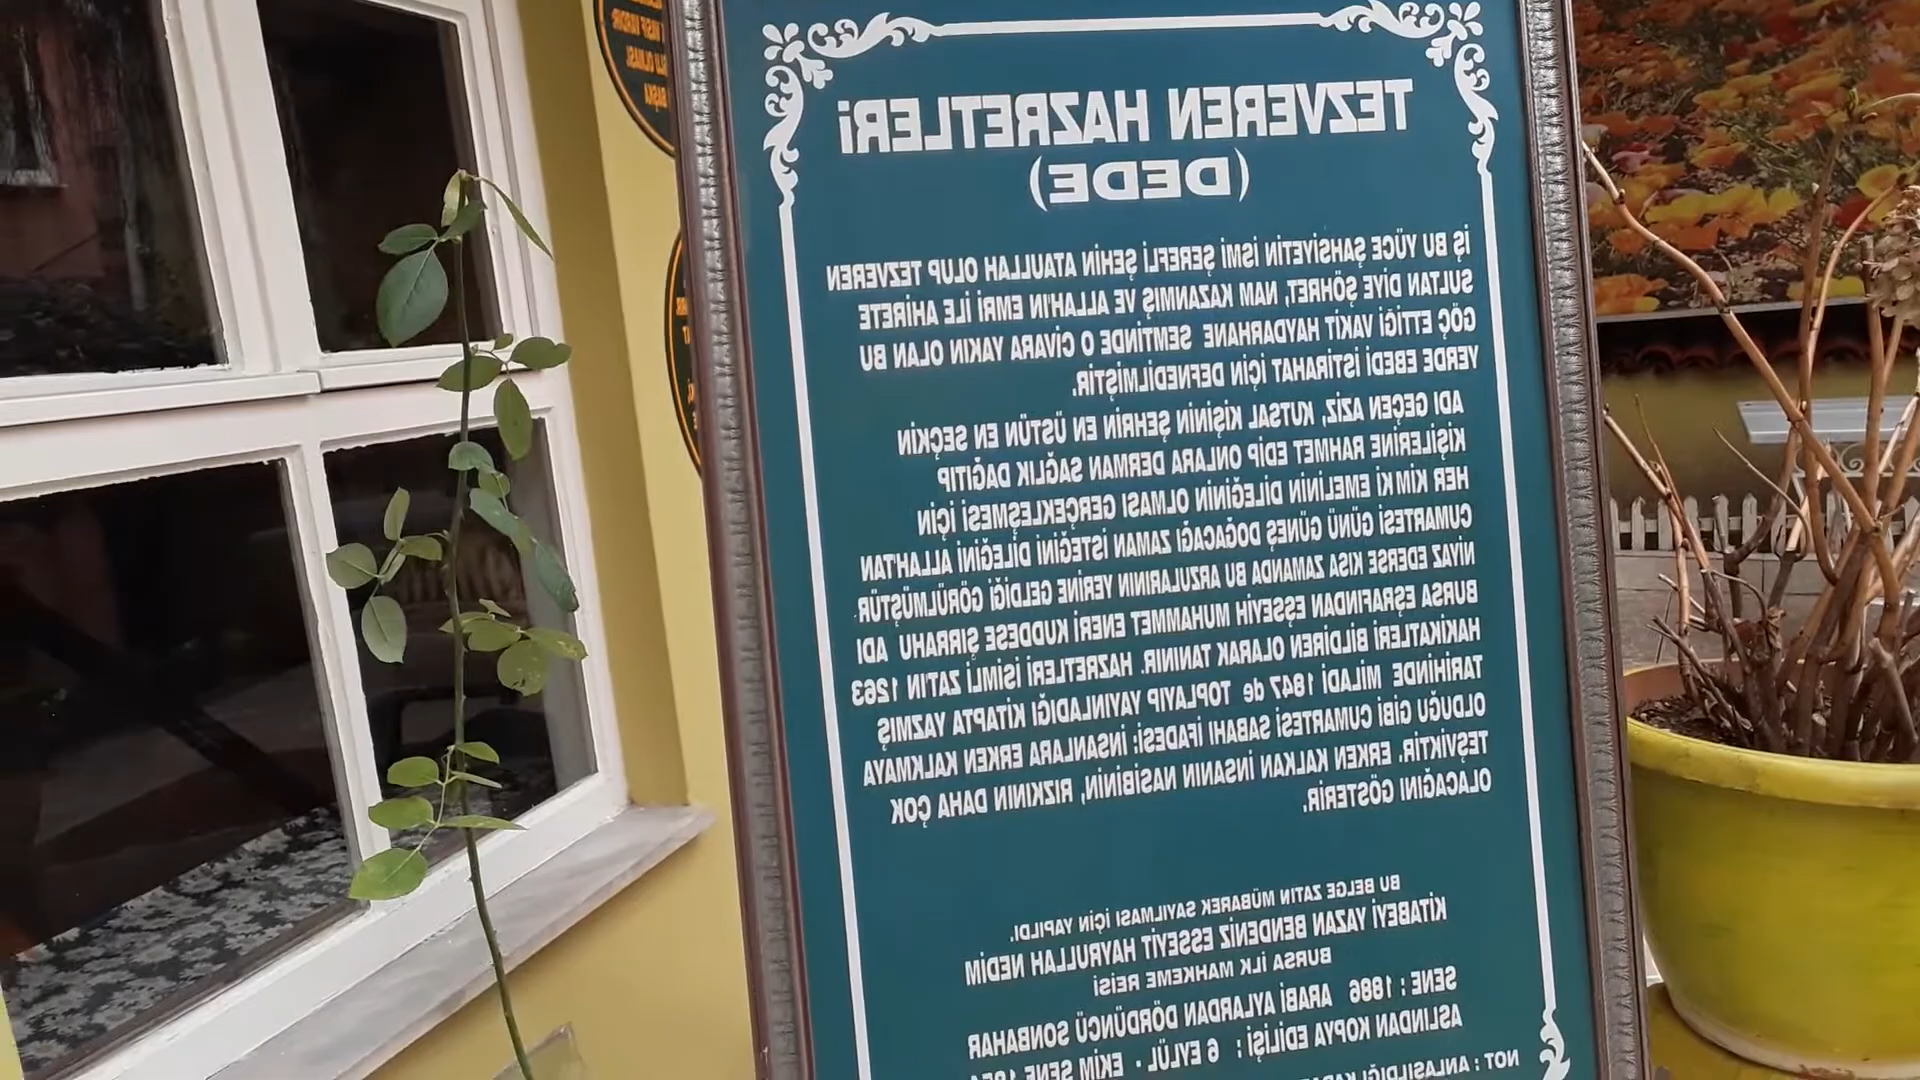 TEZVEREN HAZRETLERİ
(DEDE)
İŞ BU YÜCE ŞAHSİYETİN İSMİ ŞEREFLİ ŞEHİN ATAULLAH OLUP TEZVEREN
SULTAN DİYE ŞÖHRET, NAM KAZANMIŞ VE ALLAH'IN EMRİ İLE AHİRETE
GÖÇ ETTİĞİ VAKİT HAYDARHANE SEMTİNDE O CİVARA YAKIN OLAN BU
YERDE EBEDİ İSTİRAHAT İÇİN DEFNEDİLMİŞTİR.
ADI GEÇEN AZİZ, KUTSAL KİŞİNİN ŞEHRİN EN ÜSTÜN EN SEÇKİN
KİŞİLERİNE RAHMET EDİP ONLARA DERMAN SAĞLIK DAĞITIP
HER KİM Kİ EMELİNİN DİLEĞİNİN OLMASI GERÇEKLEŞMESİ İÇİN
CUMARTESİ GÜNÜ GÜNEŞ DOĞACAĞI ZAMAN İSTEĞİNİ DİLEĞİNİ ALLAHTAN
NİYAZ EDERSE KISA ZAMANDA BU ARZULARININ YERİNE GELDİĞİ GÖRÜLMÜŞTÜR.
BURSA EŞRAFINDAN EŞŞEŞİH MUHAMMET EVERİ KUDDESE ŞIRRAHU ADI
HAKİKATLERİ BİLDİREN OLARAK TANINIR. HAZRETLERİ İSİMLİ ZATIN 1263
TARİHİNDE MİLADİ 1847 de TOPLAYIP YAYINLADIĞI KİTAPTA YAZMIŞ
OLDUĞU GİBİ CUMARTESİ SABAHI İFADESİ: İNSANLARA ERKEN KALKMAYA
TEŞVİKTİR. ERKEN KALKAN İNSANIN NASİBİNİN, RIZKININ DAHA ÇOK
OLACAĞINI GÖSTERİR.
BU BELGE ZATIN MÜBAREK SAYILMASI İÇİN YAPILDI.
KİTABEYİ YAZAN BENDENİZ ESSEYİT HAYRULLAH NEDİM
BURSA İLK MAHKEME REİSİ
SENE : 1886 ARABİ AYLARDAN DÖRDÜNCÜ SONBAHAR
ASLINDAN KOPYA EDİLİŞİ : 6 EYLÜL - EKİM SENE
NOT : ANLAŞILDIĞI